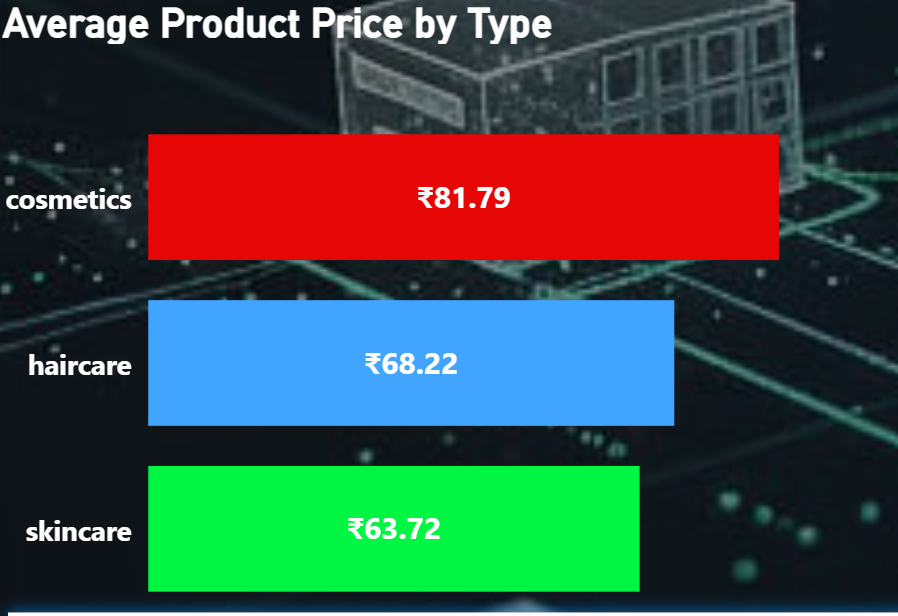 Average Product Price by Type
cosmetics ₹81.79
haircare ₹68.22
skincare ₹63.72